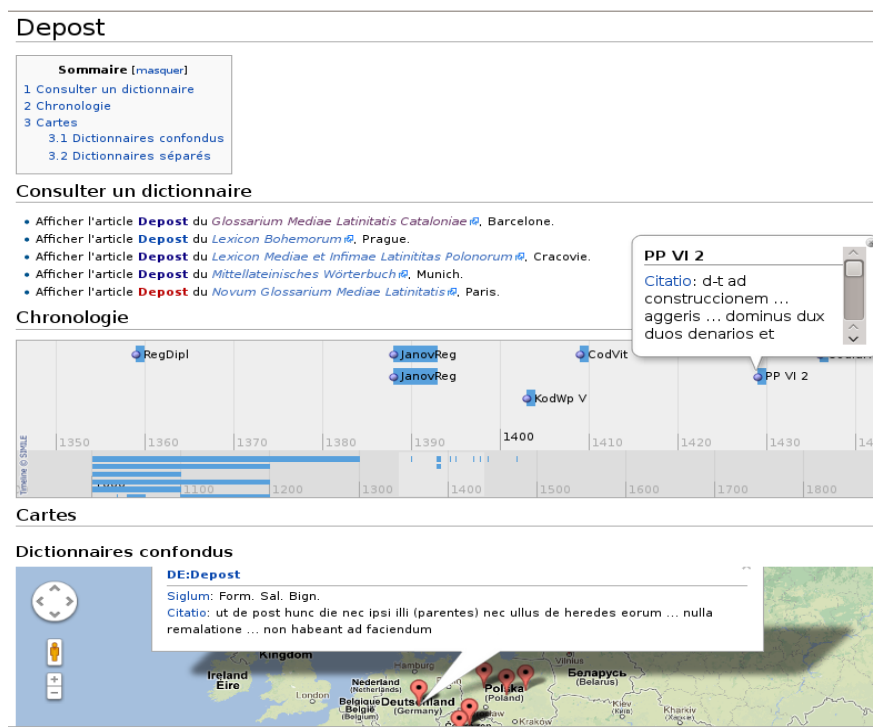 Depost
Sommaire [masquer]
1 Consulter un dictionnaire
2 Chronologie
3 Cartes
3.1 Dictionnaires confondus
3.2 Dictionnaires séparés
Consulter un dictionnaire
Afficher l'article Depost du Glossarium Mediae Latinitatis Cataloniae, Barcelone.
Afficher l'article Depost du Lexicon Bohemorum, Prague.
Afficher l'article Depost du Lexicon Mediae et Infimae Latinititas Polonorum, Cracovie.
Afficher l'article Depost du Mittellateinisches Wörterbuch, Munich.
Afficher l'article Depost du Novum Glossarium Mediae Latinitatis, Paris.
PP VI 2
Citatio: d-t ad
construccionem ...
aggeris ... dominus dux
duos denarios et
Chronologie
RegDipl JanovReg CodVit
JanovReg PP VI 2
KodWp V
1350 1360 1370 1380 1390 1400 1410 1420 1430 14
Timeline © SIMILE
1100 1200 1300 1400 1500 1600 1700 1800
Cartes
Dictionnaires confondus
DE:Depost
Siglum: Form. Sal. Bign.
Citatio: ut de post hunc die nec ipsi illi (parentes) nec ullus de heredes eorum ... nulla
remalatione ... non habeant ad faciendum
Kingdom
Ireland
Éire
London
Hamburg
Nederland
(Netherlands)
België
(Belgium)
(Germany)
Polska
(Poland)
Kraków
Vilnius
Беларусь
(Belarus)
Kiev
Kharkiv